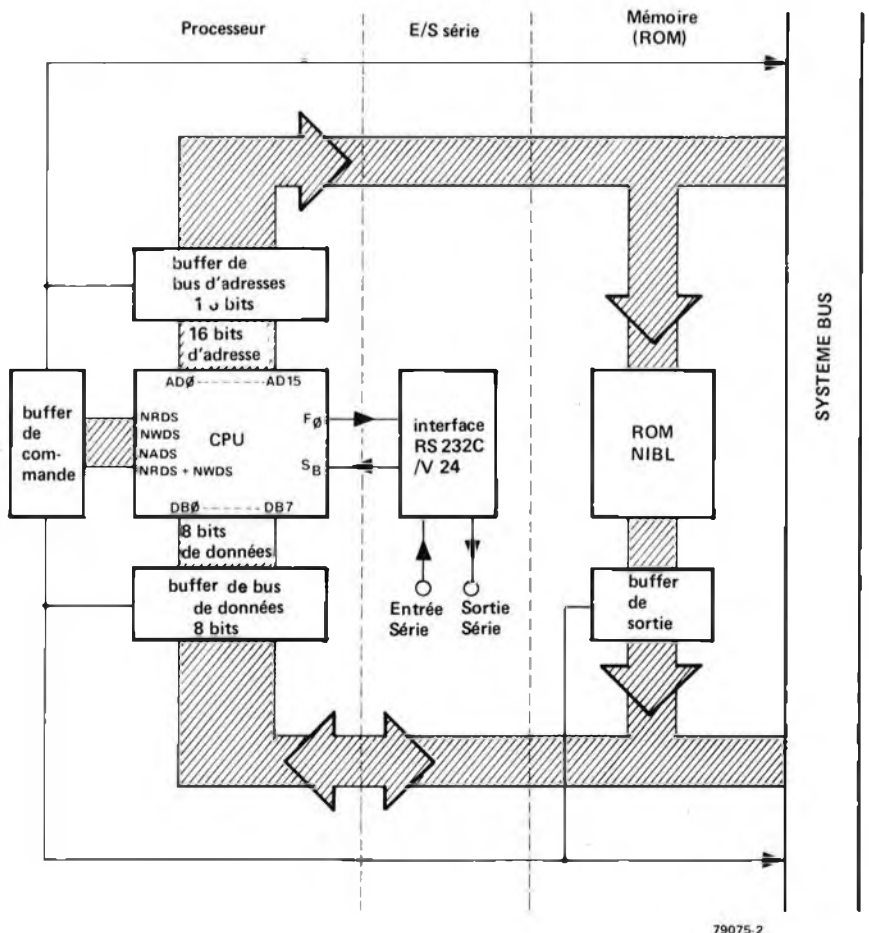 Processeur
E/S série
Mémoire
(ROM)
buffer de
bus d'adresses
bits
16 bits
d'adresse
ADØ
AD15
buffer
de
com-
mande
NRDS
NWDS
NADS
NRDS + NWDS
CPU
FØ
SB
DBØ
DB7
interface
RS 232C
/V 24
ROM
NIBL
SYSTEME BUS
8 bits
de données
buffer de bus
de données
8 bits
Entrée
Série
Sortie
Série
buffer
de
sortie
79075-2